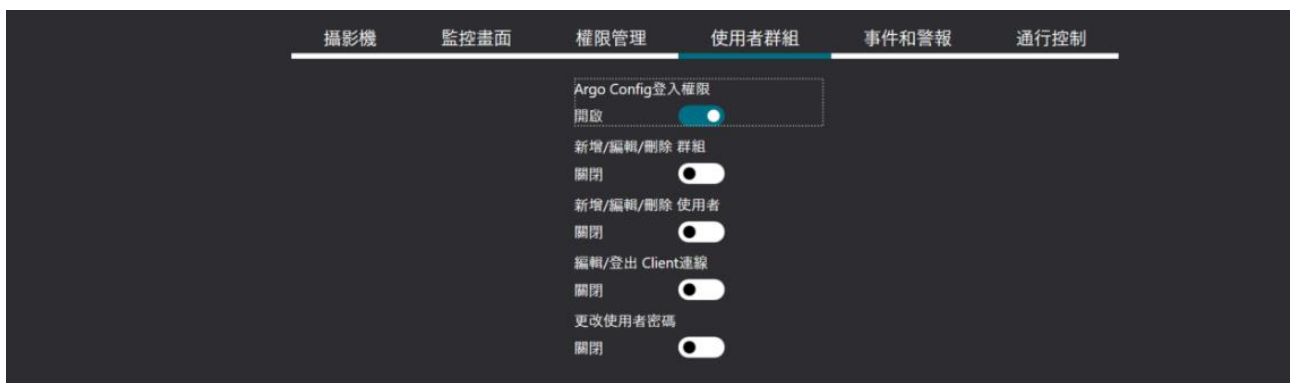 攝影機 監控畫面 權限管理 使用者群組 事件和警報 通行控制
Argo Config登入權限
開啟
新增/編輯/刪除 群組
關閉
新增/編輯/刪除 使用者
關閉
編輯/登出 Client連線
關閉
更改使用者密碼
關閉